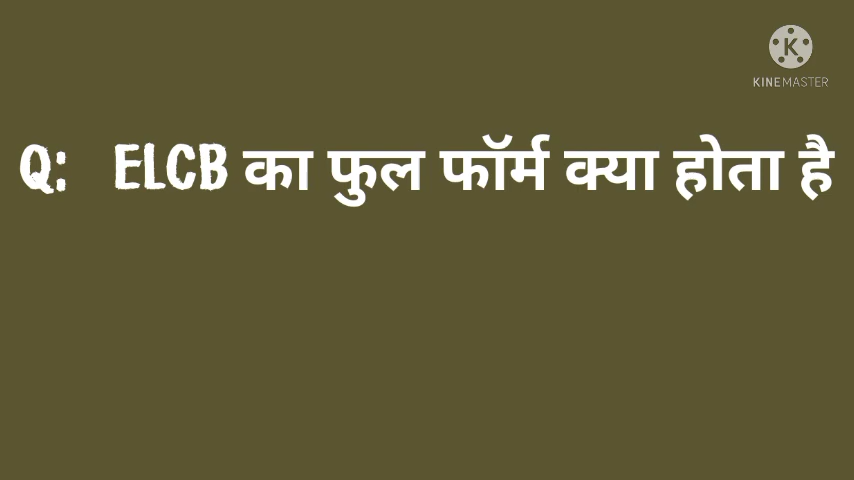 KINEMASTER
Q: ELCB का फुल फॉर्म क्या होता है